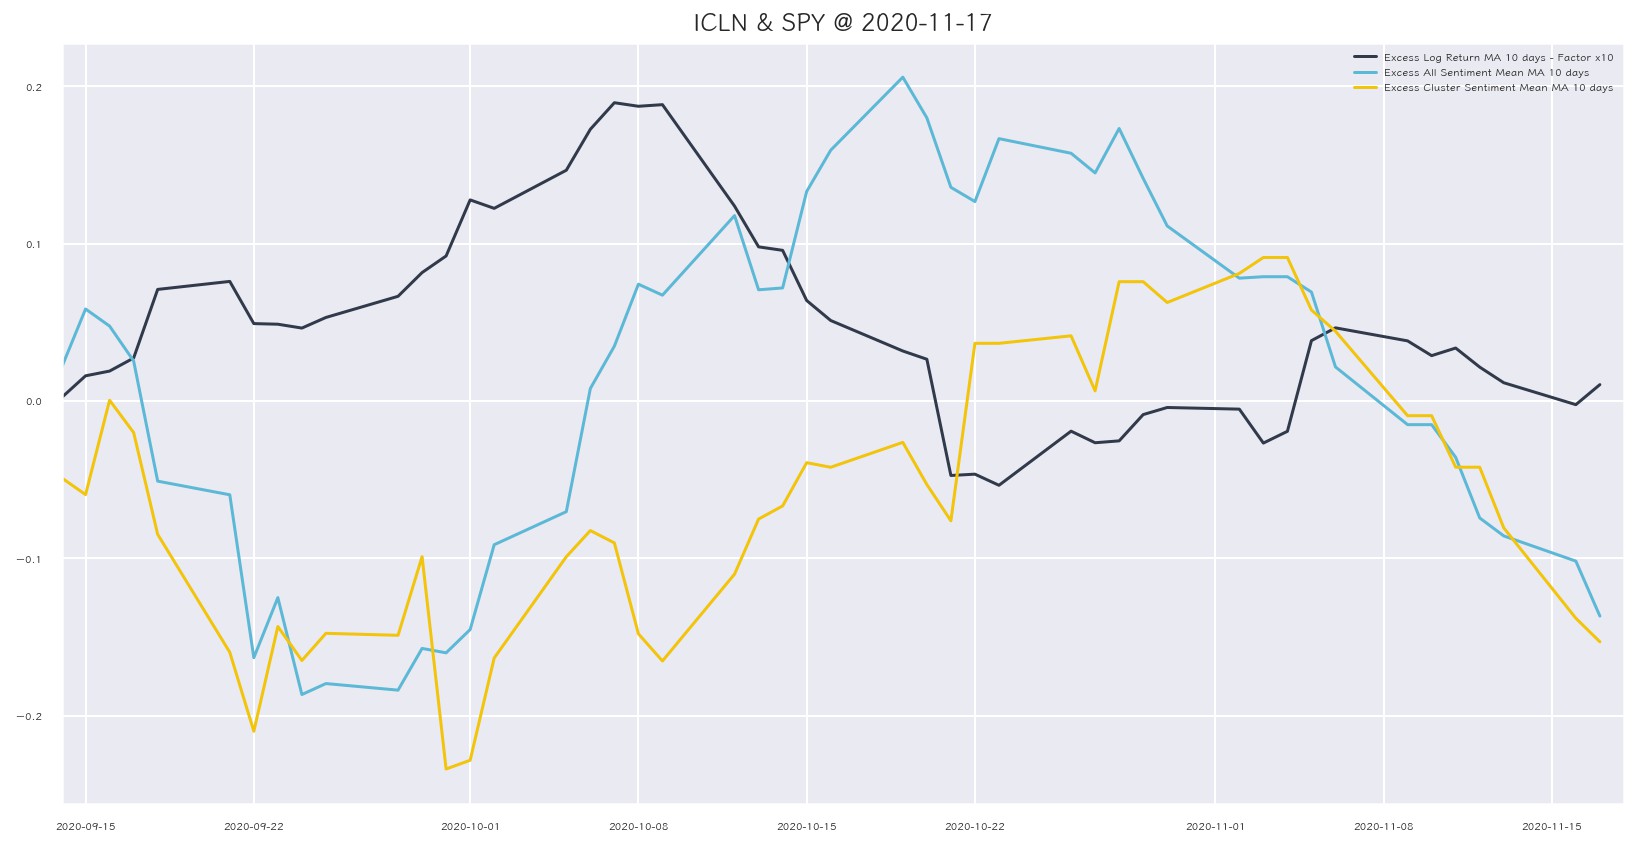 ICLN & SPY @ 2020-11-17
Excess Log Return MA 10 days - Factor x10
Excess All Sentiment Mean MA 10 days
Excess Cluster Sentiment Mean MA 10 days
0.2
0.1
0.0
−0.1
−0.2
2020-09-15 2020-09-22 2020-10-01 2020-10-08 2020-10-15 2020-10-22 2020-11-01 2020-11-08 2020-11-15